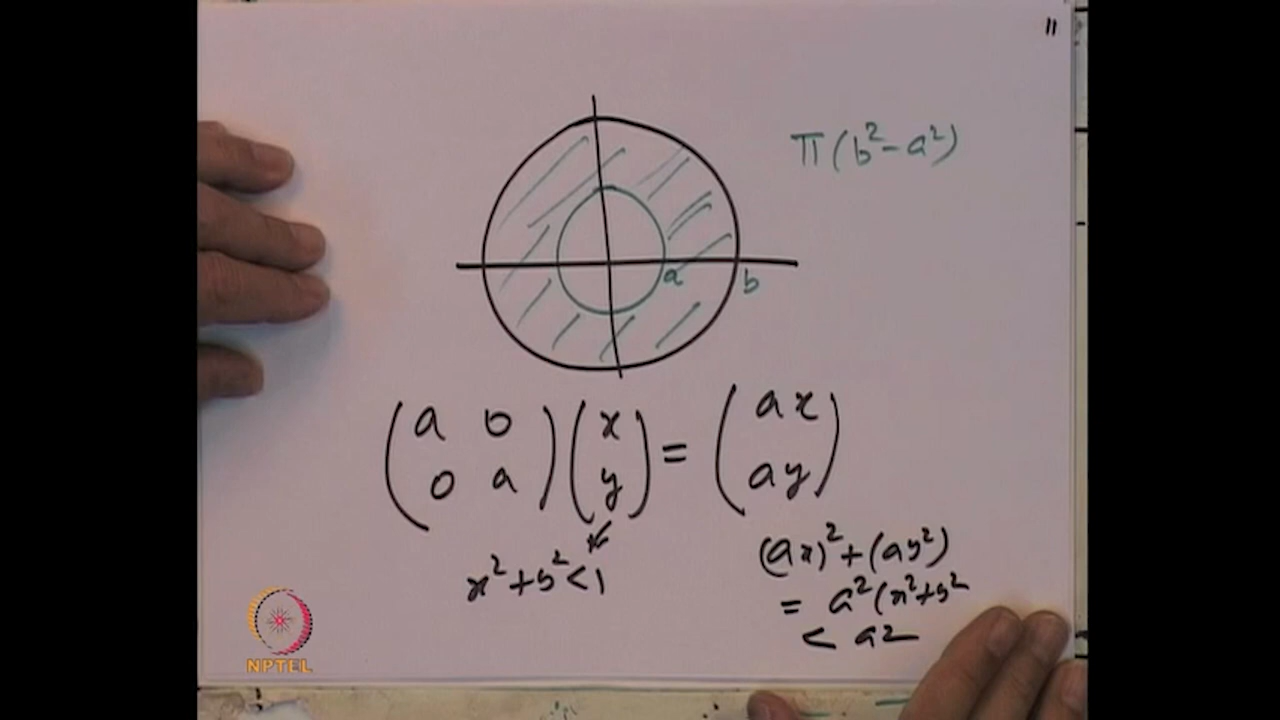 11
π(b²-a²)
a b
(a 0) (x) = (ax)
(0 a) (y) (ay)
x²+y²<1
(ax)²+(ay²)
= a²(x²+y²
< a²
NPTEL